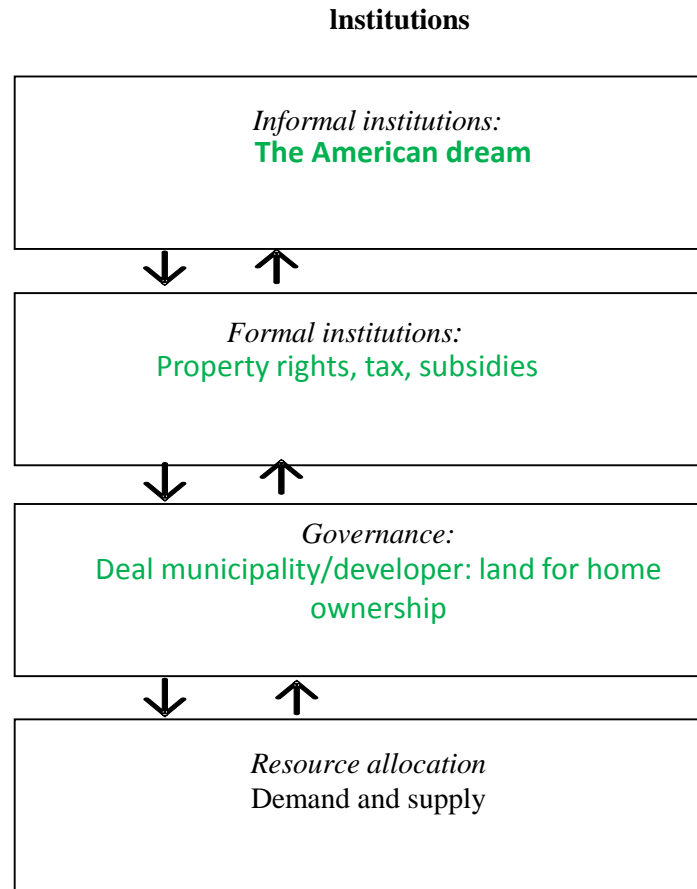 Institutions
Informal institutions:
The American dream
Formal institutions:
Property rights, tax, subsidies
Governance:
Deal municipality/developer: land for home
ownership
Resource allocation
Demand and supply